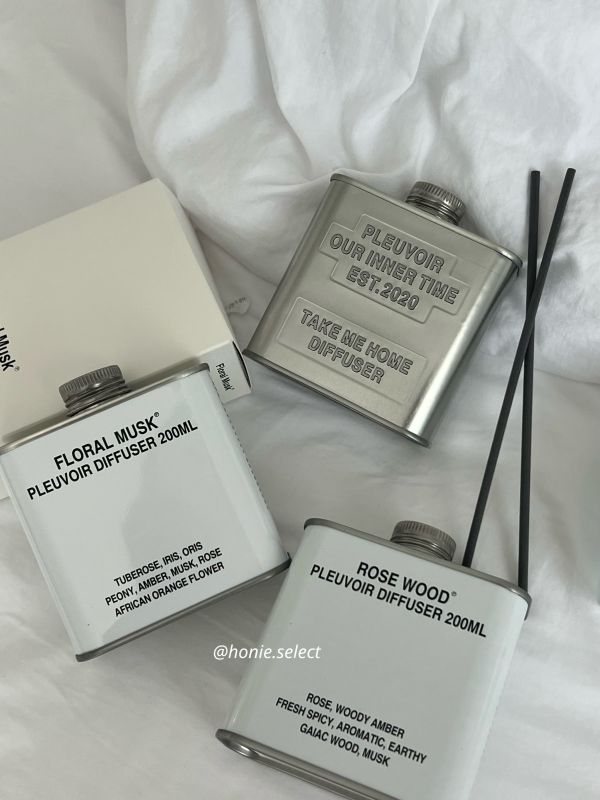 PLEUVOIR
OUR INNER TIME
EST.2020
TAKE ME HOME
DIFFUSER
Musk®
Floral Musk®
FLORAL MUSK®
PLEUVOIR DIFFUSER 200ML
TUBEROSE, IRIS, ORIS
PEONY, AMBER, MUSK, ROSE
AFRICAN ORANGE FLOWER
ROSE WOOD®
PLEUVOIR DIFFUSER 200ML
ROSE, WOODY AMBER
FRESH SPICY, AROMATIC, EARTHY
GAIAC WOOD, MUSK
@honie.select